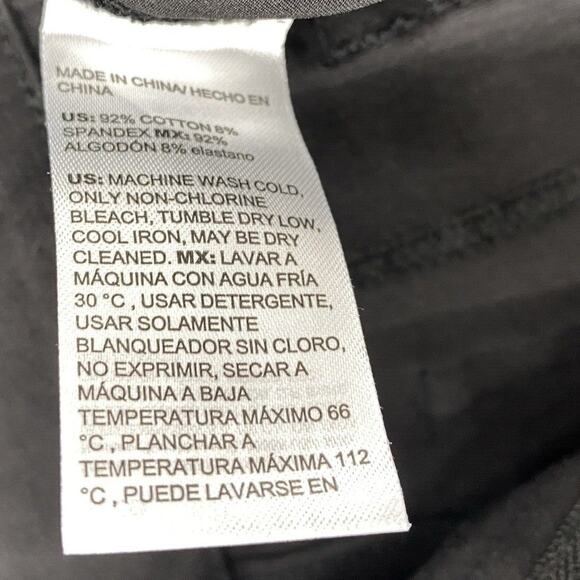 MADE IN CHINA/ HECHO EN
CHINA
US: 92% COTTON 8%
SPANDEX MX: 92%
ALGODÓN 8% elastano
US: MACHINE WASH COLD,
ONLY NON-CHLORINE
BLEACH, TUMBLE DRY LOW,
COOL IRON, MAY BE DRY
CLEANED. MX: LAVAR A
MÁQUINA CON AGUA FRÍA
30 °C , USAR DETERGENTE,
USAR SOLAMENTE
BLANQUEADOR SIN CLORO,
NO EXPRIMIR, SECAR A
MÁQUINA A BAJA
TEMPERATURA MÁXIMO 66
°C , PLANCHAR A
TEMPERATURA MÁXIMA 112
°C , PUEDE LAVARSE EN